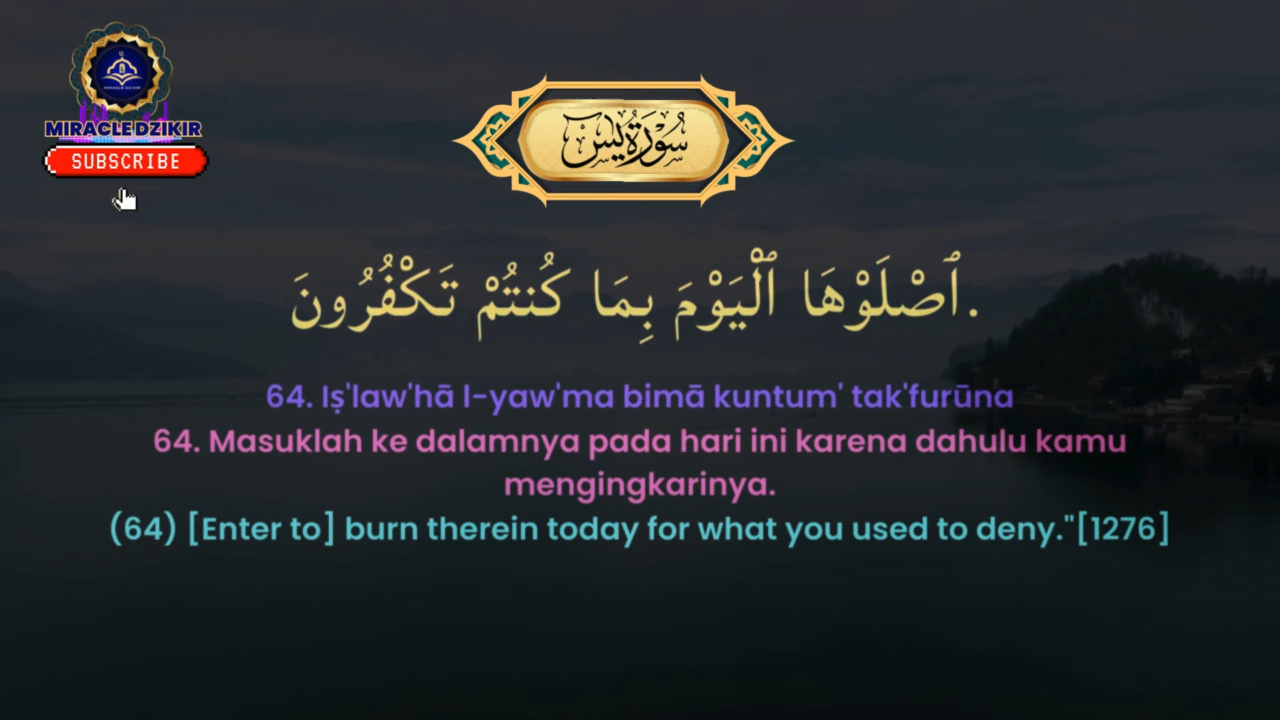 MIRACLE DZIKIR
SUBSCRIBE
سُوْرَةُ يٰسٓ
ٱصْلَوْهَا ٱلْيَوْمَ بِمَا كُنتُمْ تَكْفُرُونَ.
64. Iṣ'law'hā l-yaw'ma bimā kuntum' tak'furūna
64. Masuklah ke dalamnya pada hari ini karena dahulu kamu
mengingkarinya.
(64) [Enter to] burn therein today for what you used to deny."[1276]